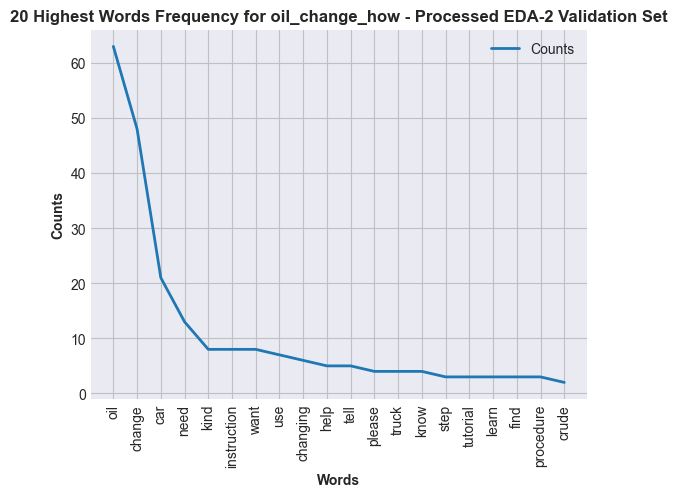 20 Highest Words Frequency for oil_change_how - Processed EDA-2 Validation Set
Counts
60
50
40
30
20
10
0
Counts
oil
change
car
need
kind
instruction
want
use
changing
help
tell
please
truck
know
step
tutorial
learn
find
procedure
crude
Words